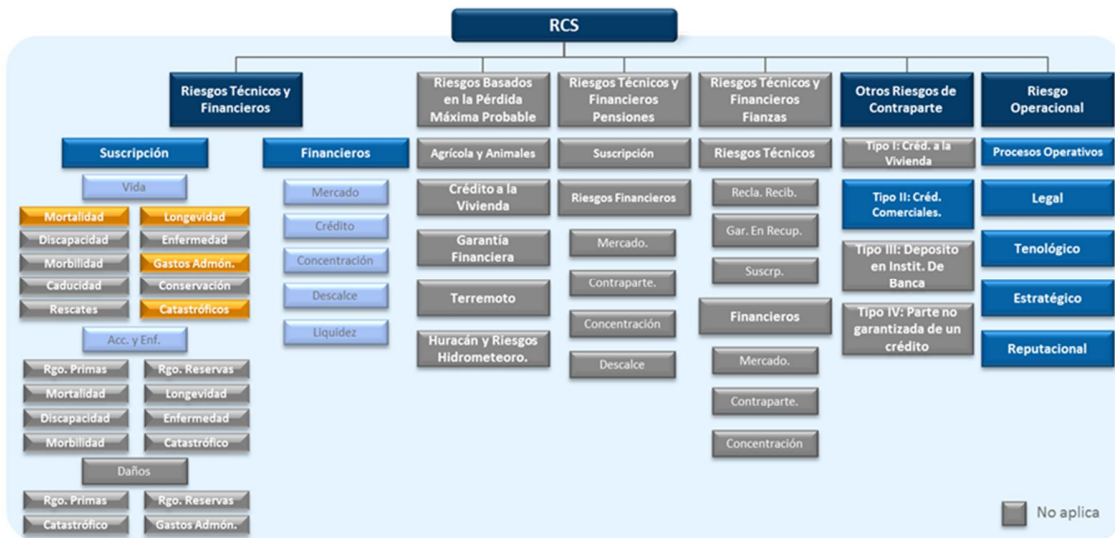 RCS
Riesgos Técnicos y
Financieros
Suscripción
Vida
Mortalidad
Longevidad
Discapacidad
Enfermedad
Morbilidad
Gastos Admón.
Caducidad
Conservación
Rescates
Catastróficos
Acc. y Enf.
Rgo. Primas
Rgo. Reservas
Mortalidad
Longevidad
Discapacidad
Enfermedad
Morbilidad
Catastrófico
Daños
Rgo. Primas
Rgo. Reservas
Catastrófico
Gastos Admón.
Financieros
Mercado
Crédito
Concentración
Descalce
Liquidez
Riesgos Basados
en la Pérdida
Máxima Probable
Agrícola y Animales
Crédito a la
Vivienda
Garantía
Financiera
Terremoto
Huracán y Riesgos
Hidrometeoro.
Riesgos Técnicos y
Financieros
Pensiones
Suscripción
Riesgos Financieros
Mercado.
Contraparte.
Concentración
Descalce
Riesgos Técnicos y
Financieros
Fianzas
Riesgos Técnicos
Recla. Recib.
Gar. En Recup.
Suscrp.
Financieros
Mercado.
Contraparte.
Concentración
Otros Riesgos de
Contraparte
Tipo I: Créd. a la
Vivienda
Tipo II: Créd.
Comerciales.
Tipo III: Deposito
en Instit. De
Banca
Tipo IV: Parte no
garantizada de un
crédito
Riesgo
Operacional
Procesos Operativos
Legal
Tenológico
Estratégico
Reputacional
No aplica